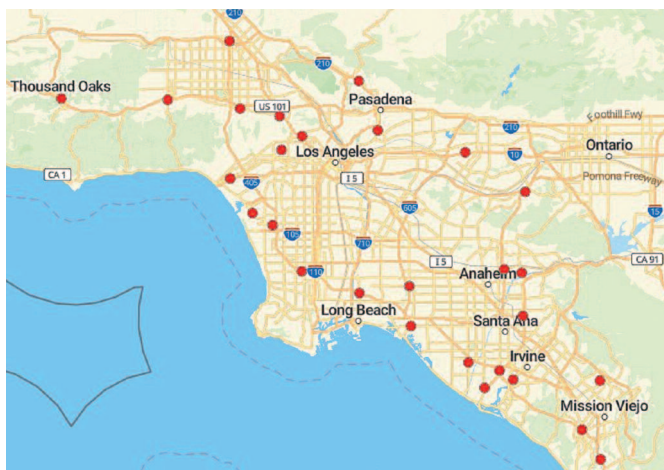 210
Thousand Oaks
210
Pasadena
US 101
Foothill Fwy
210
Ontario
Los Angeles
10
CA 1
I 5
Pomona Freeway
405
605
15
105
710
I 5
CA 91
110
Anaheim
Long Beach
Santa Ana
Irvine
Mission Viejo